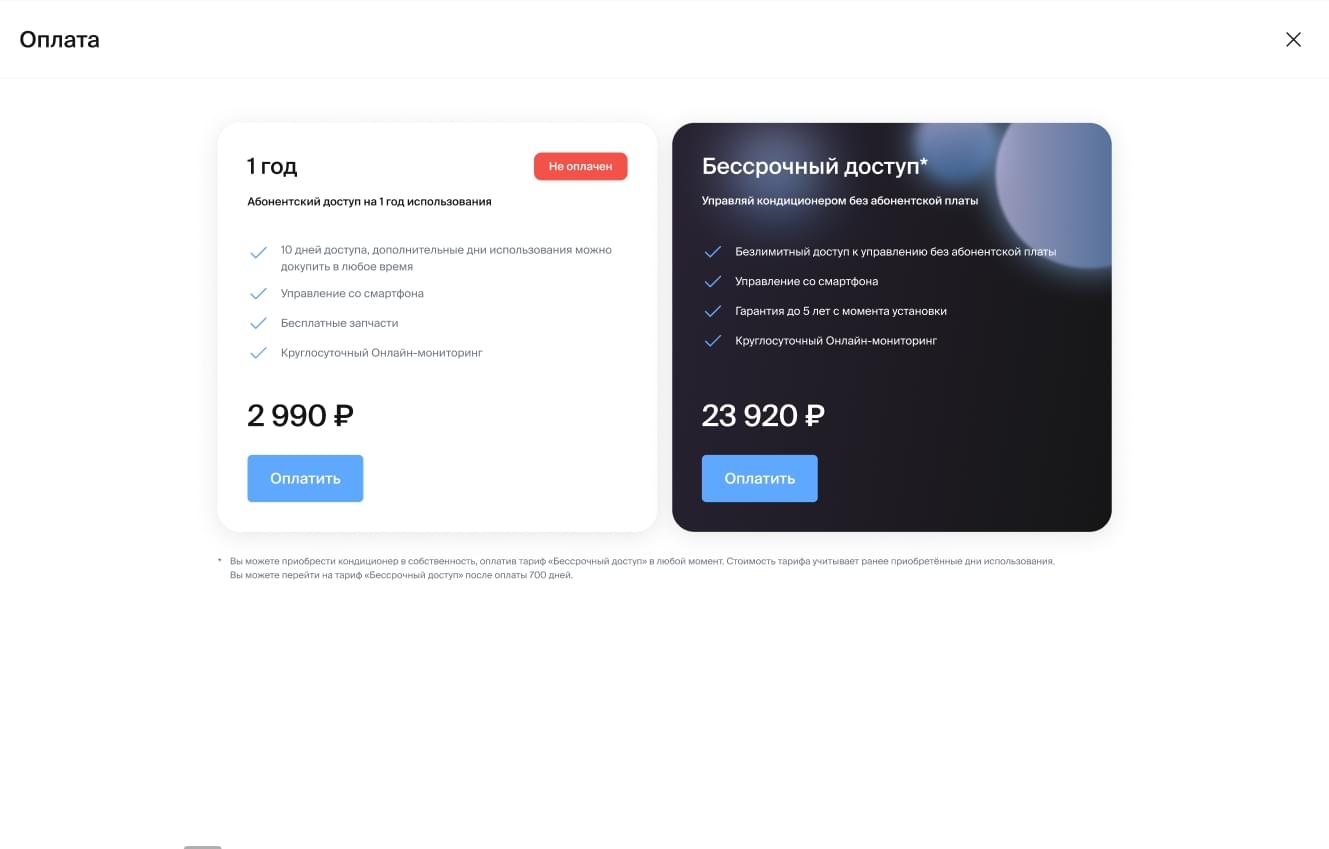 Оплата
1 год
Не оплачен
Абонентский доступ на 1 год использования
10 дней доступа, дополнительные дни использования можно
докупить в любое время
Управление со смартфона
Бесплатные запчасти
Круглосуточный Онлайн-мониторинг
2 990 ₽
Оплатить
Бессрочный доступ*
Управляй кондиционером без абонентской платы
Безлимитный доступ к управлению без абонентской платы
Управление со смартфона
Гарантия до 5 лет с момента установки
Круглосуточный Онлайн-мониторинг
23 920 ₽
Оплатить
* Вы можете приобрести кондиционер в собственность, оплатив тариф «Бессрочный доступ» в любой момент. Стоимость тарифа учитывает ранее приобретённые дни использования.
Вы можете перейти на тариф «Бессрочный доступ» после оплаты 700 дней.